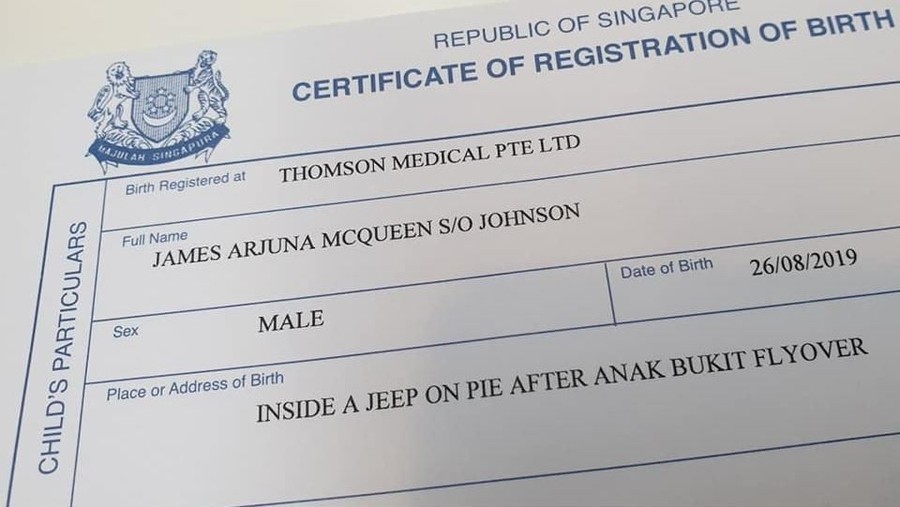 REPUBLIC OF SINGAPORE
CERTIFICATE OF REGISTRATION OF BIRTH
MAJULAH SINGAPURA
CHILD'S PARTICULARS
Birth Registered at THOMSON MEDICAL PTE LTD
Full Name
JAMES ARJUNA MCQUEEN S/O JOHNSON
Sex MALE
Date of Birth 26/08/2019
Place or Address of Birth
INSIDE A JEEP ON PIE AFTER ANAK BUKIT FLYOVER